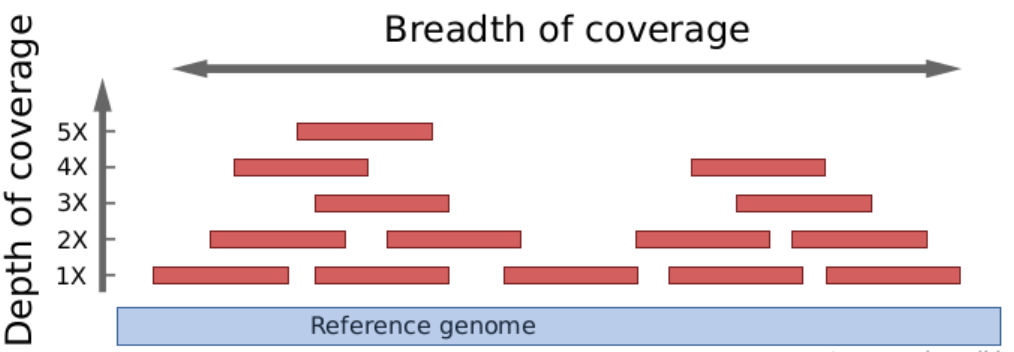 Breadth of coverage
Depth of coverage
5X
4X
3X
2X
1X
Reference genome